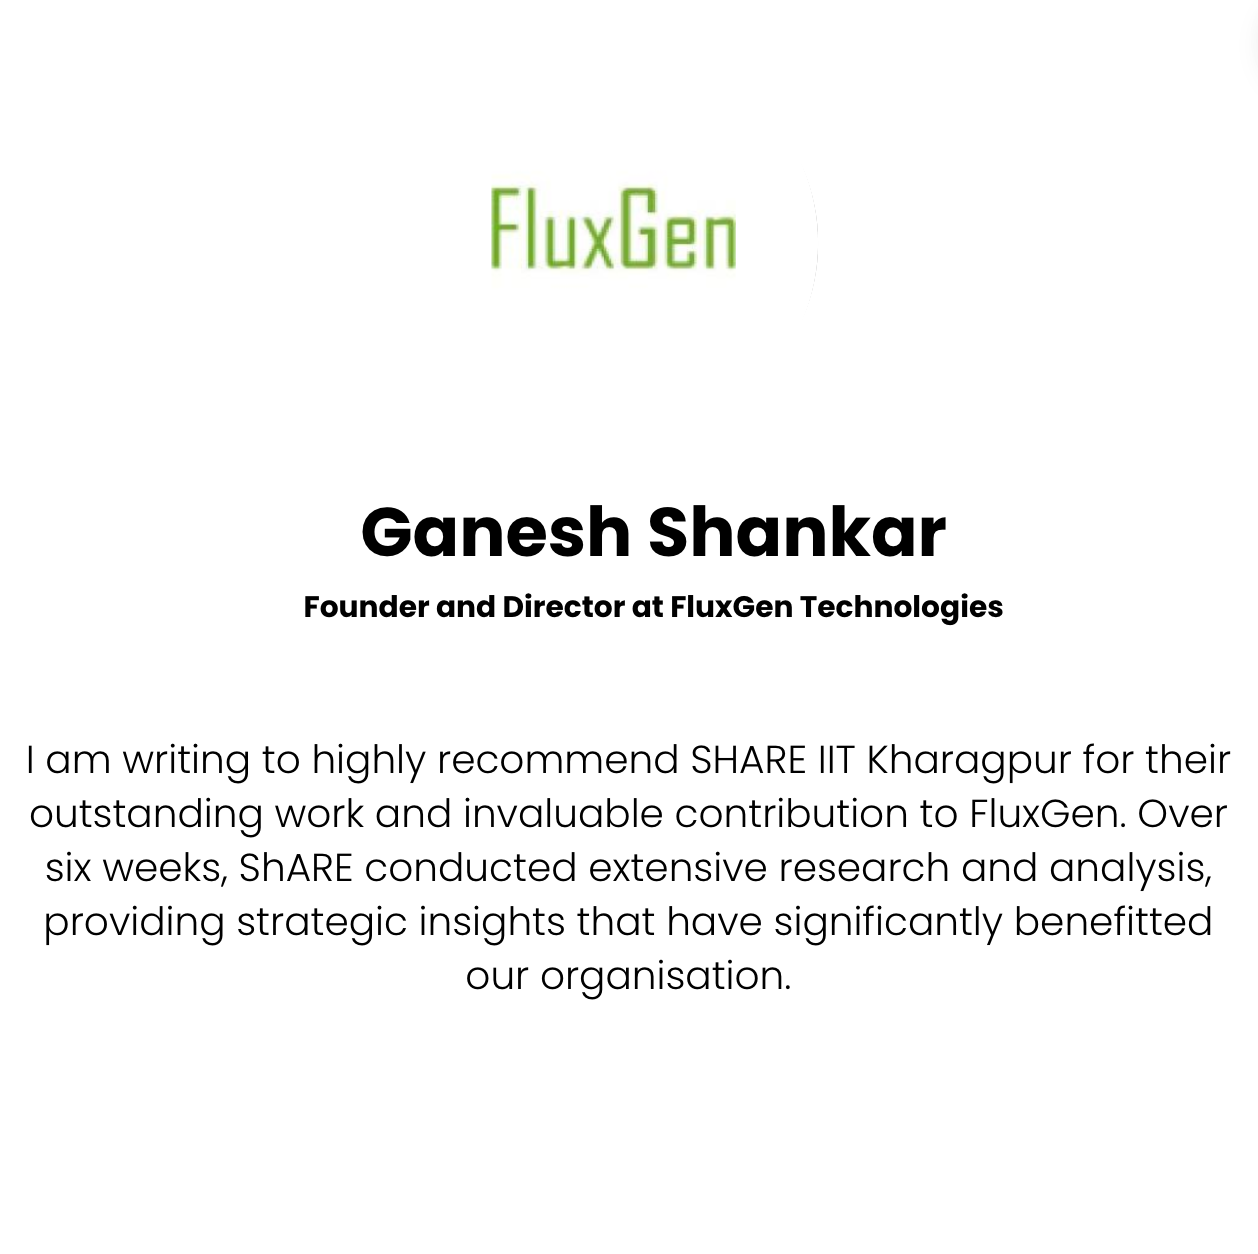 FluxGen
Ganesh Shankar
Founder and Director at FluxGen Technologies
I am writing to highly recommend SHARE IIT Kharagpur for their
outstanding work and invaluable contribution to FluxGen. Over
six weeks, ShARE conducted extensive research and analysis,
providing strategic insights that have significantly benefitted
our organisation.